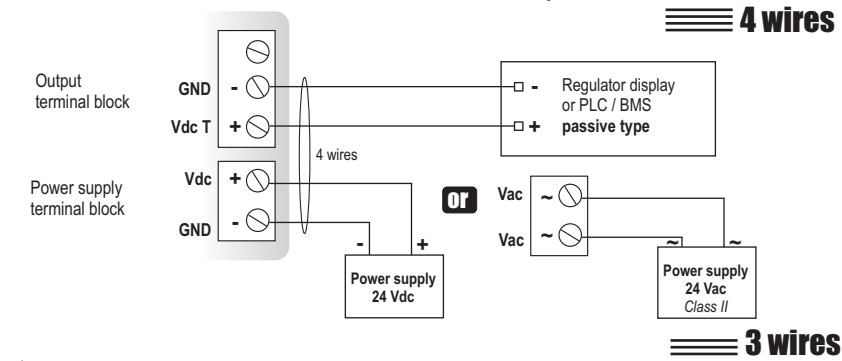 4 wires
Output
terminal block
GND
-
Vdc T
+
4 wires
- Regulator display
or PLC / BMS
+ passive type
Power supply
terminal block
Vdc
+
GND
-
- +
Power supply
24 Vdc
or
Vac
~
Vac
~
~ ~
Power supply
24 Vac
Class II
3 wires